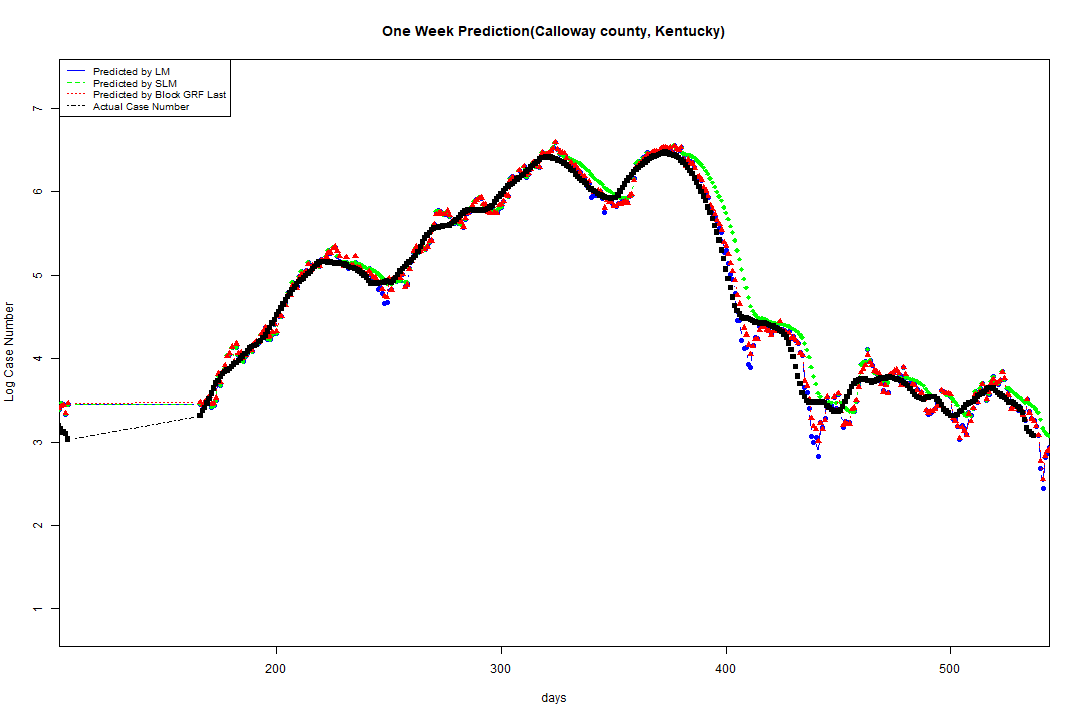 One Week Prediction(Calloway county, Kentucky)
Predicted by LM
Predicted by SLM
Predicted by Block GRF Last
Actual Case Number
7
6
5
4
3
2
1
Log Case Number
200 300 400 500
days